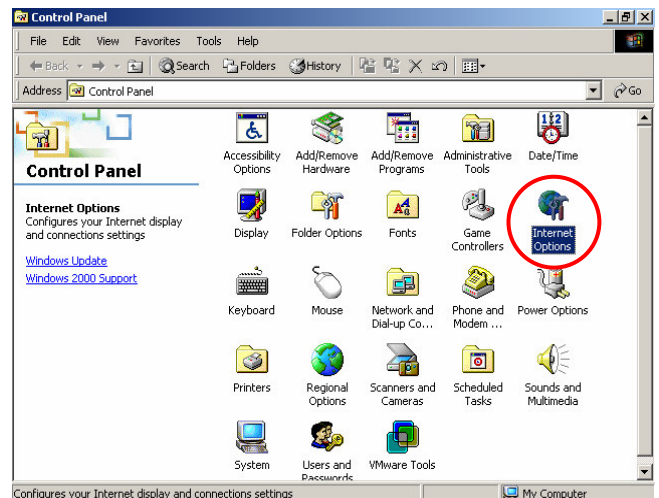 Control Panel
File Edit View Favorites Tools Help
Back Search Folders History
Address Control Panel Go
Control Panel
Internet Options
Configures your Internet display
and connections settings
Windows Update
Windows 2000 Support
Accessibility
Options
Add/Remove
Hardware
Add/Remove
Programs
Administrative
Tools
12
Date/Time
Display
Folder Options
Fonts
Game
Controllers
Internet
Options
Keyboard
Mouse
Network and
Dial-up Co...
Phone and
Modem ...
Power Options
Printers
Regional
Options
Scanners and
Cameras
Scheduled
Tasks
Sounds and
Multimedia
System
Users and
Passwords
VMware Tools
Configures your Internet display and connections settings My Computer